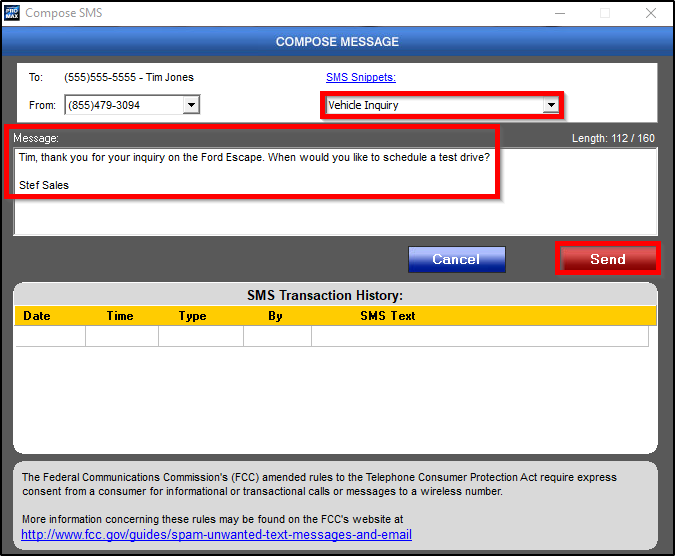 PRO MAX Compose SMS
COMPOSE MESSAGE
To: (555)555-5555 - Tim Jones SMS Snippets:
From: (855)479-3094 Vehicle Inquiry
Message: Length: 112 / 160
Tim, thank you for your inquiry on the Ford Escape. When would you like to schedule a test drive?
Stef Sales
Cancel Send
SMS Transaction History:
Date Time Type By SMS Text
The Federal Communications Commission's (FCC) amended rules to the Telephone Consumer Protection Act require express
consent from a consumer for informational or transactional calls or messages to a wireless number.
More information concerning these rules may be found on the FCC's website at
http://www.fcc.gov/guides/spam-unwanted-text-messages-and-email